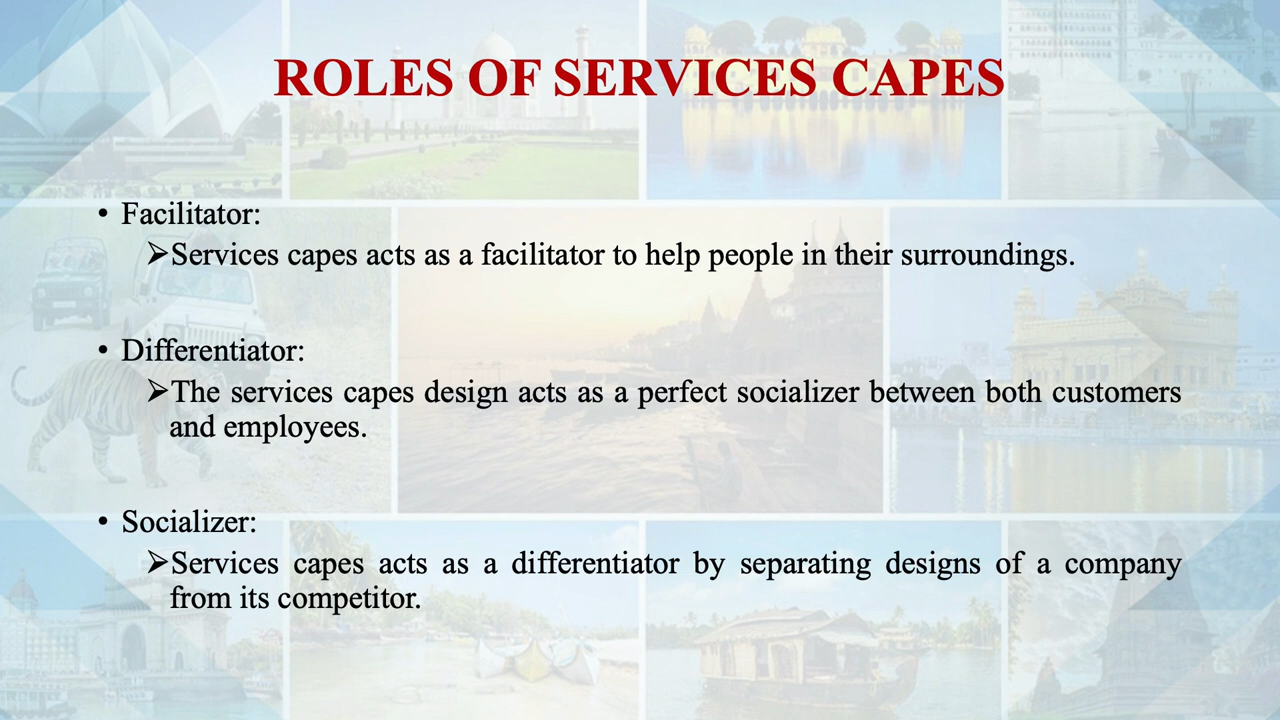 ROLES OF SERVICES CAPES
• Facilitator:
➢Services capes acts as a facilitator to help people in their surroundings.
• Differentiator:
➢The services capes design acts as a perfect socializer between both customers
and employees.
• Socializer:
➢Services capes acts as a differentiator by separating designs of a company
from its competitor.